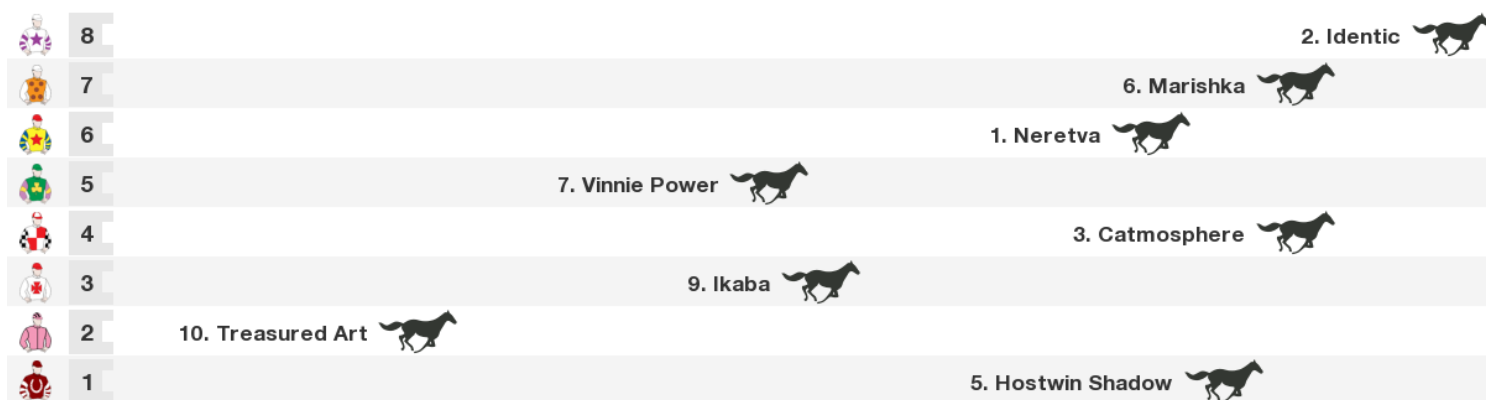 8 2. Identic
7 6. Marishka
6 1. Neretva
5 7. Vinnie Power
4 3. Catmosphere
3 9. Ikaba
2 10. Treasured Art
1 5. Hostwin Shadow